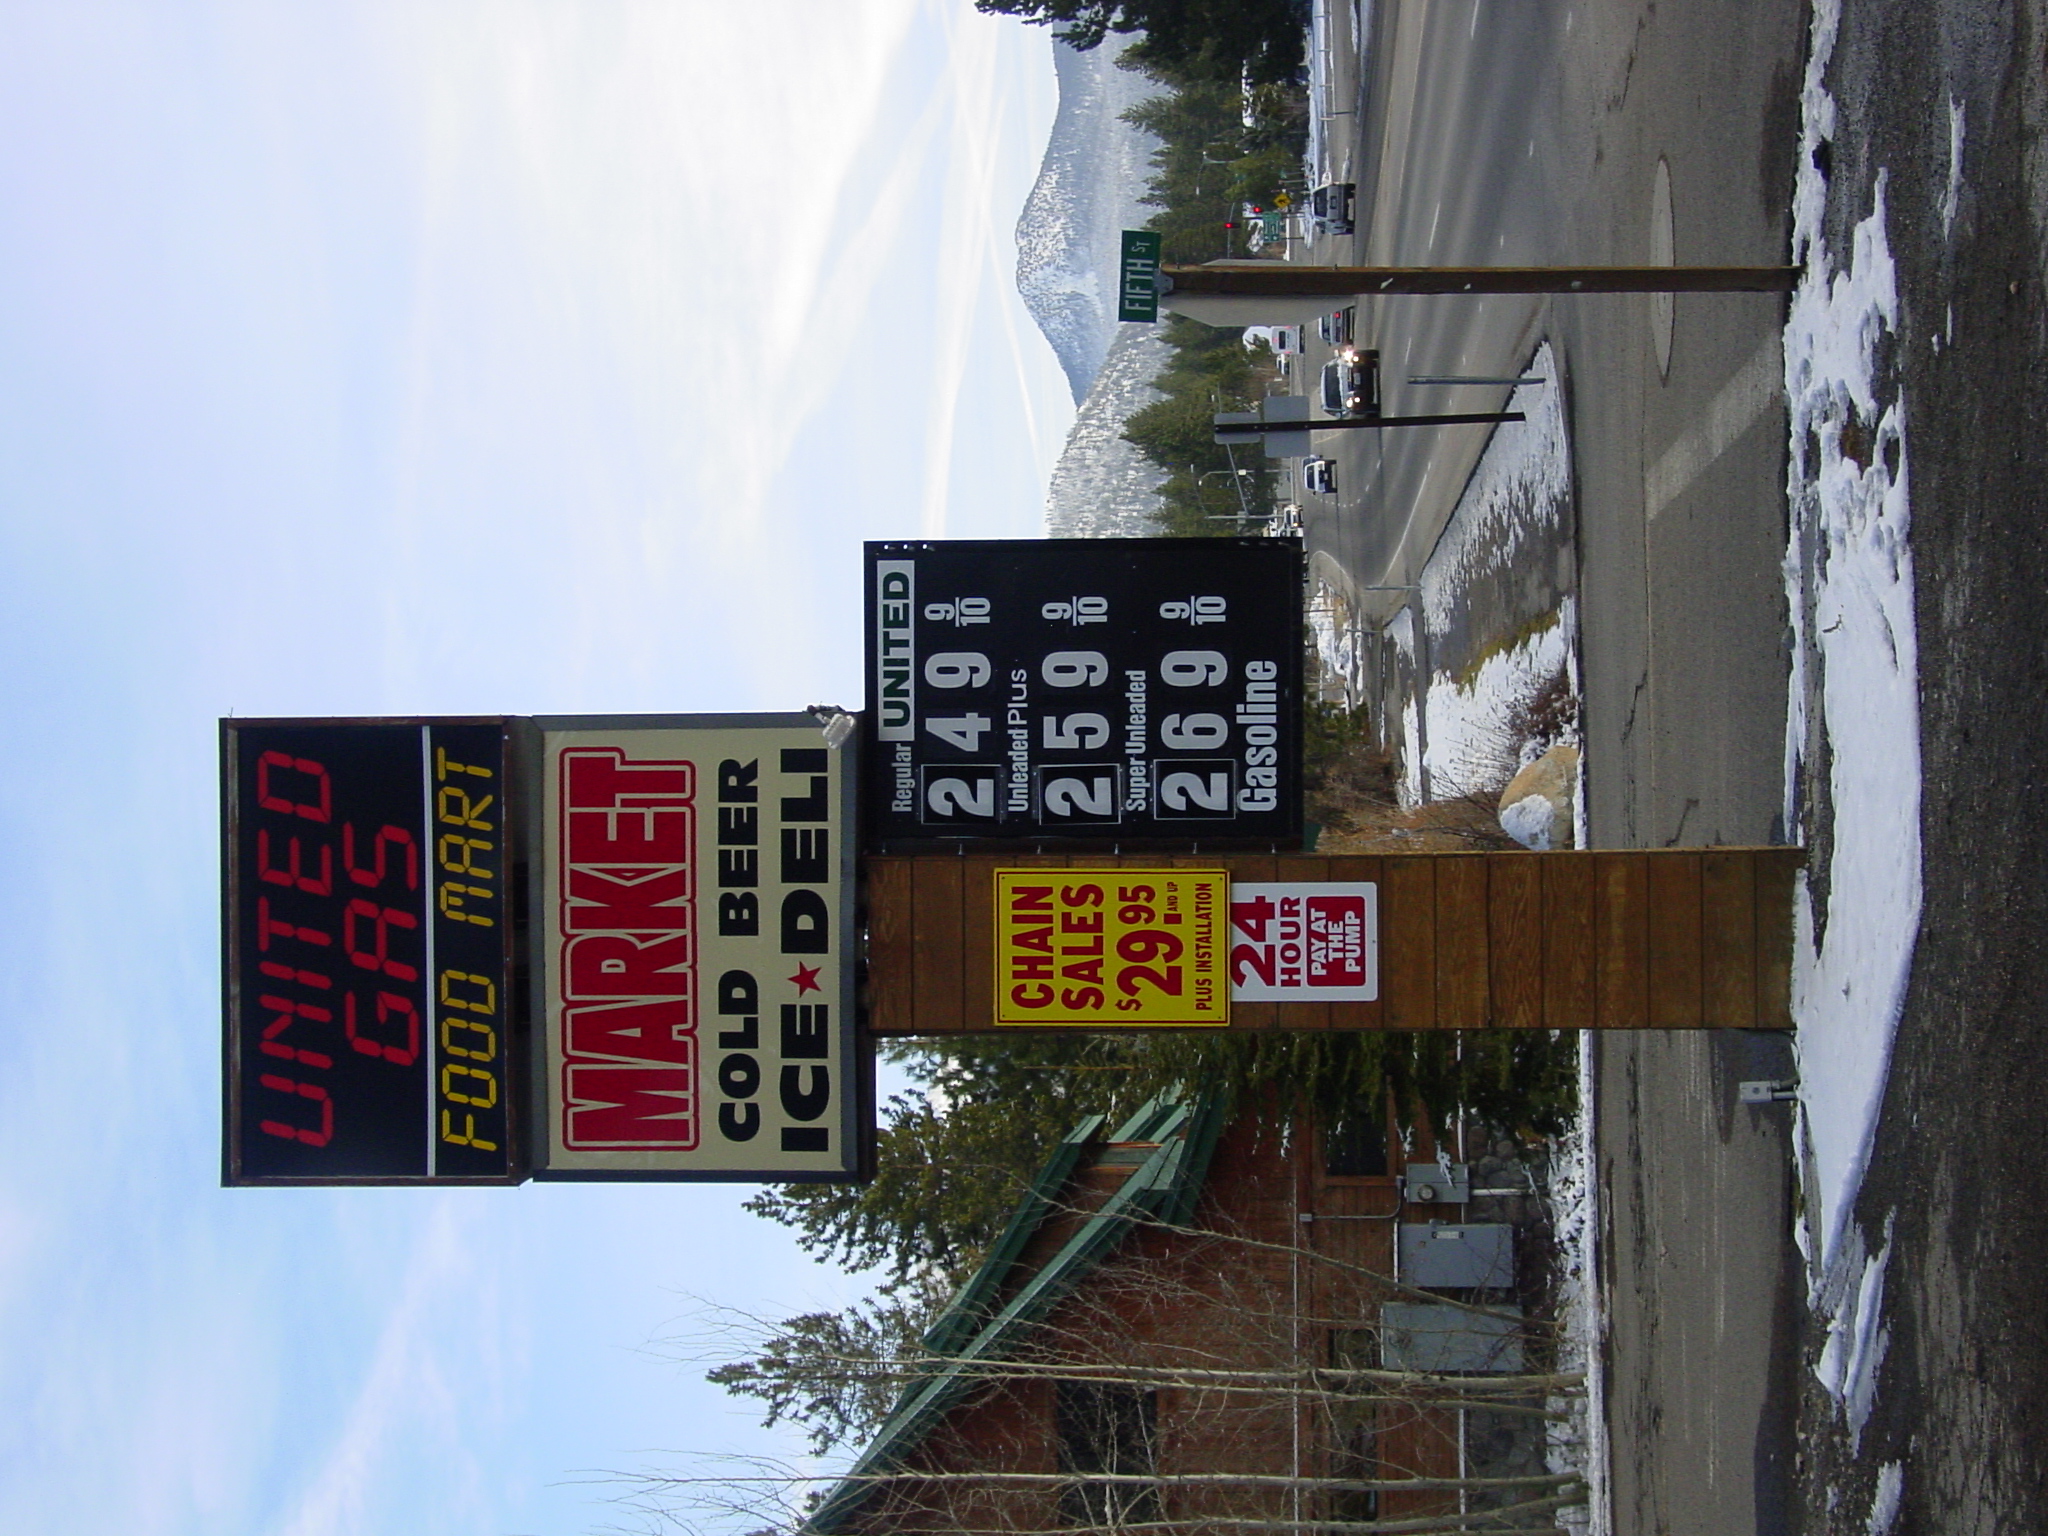 UNITED
GAS
FOOD MART
MARKET
COLD BEER
ICE★DELI
UNITED
Regular
2 4 9 9/10
Unleaded Plus
2 5 9 9/10
Super Unleaded
2 6 9 9/10
Gasoline
CHAIN
SALES
$29.95 AND UP
PLUS INSTALLATION
24
HOUR
PAY AT
THE
PUMP
FIFTH ST